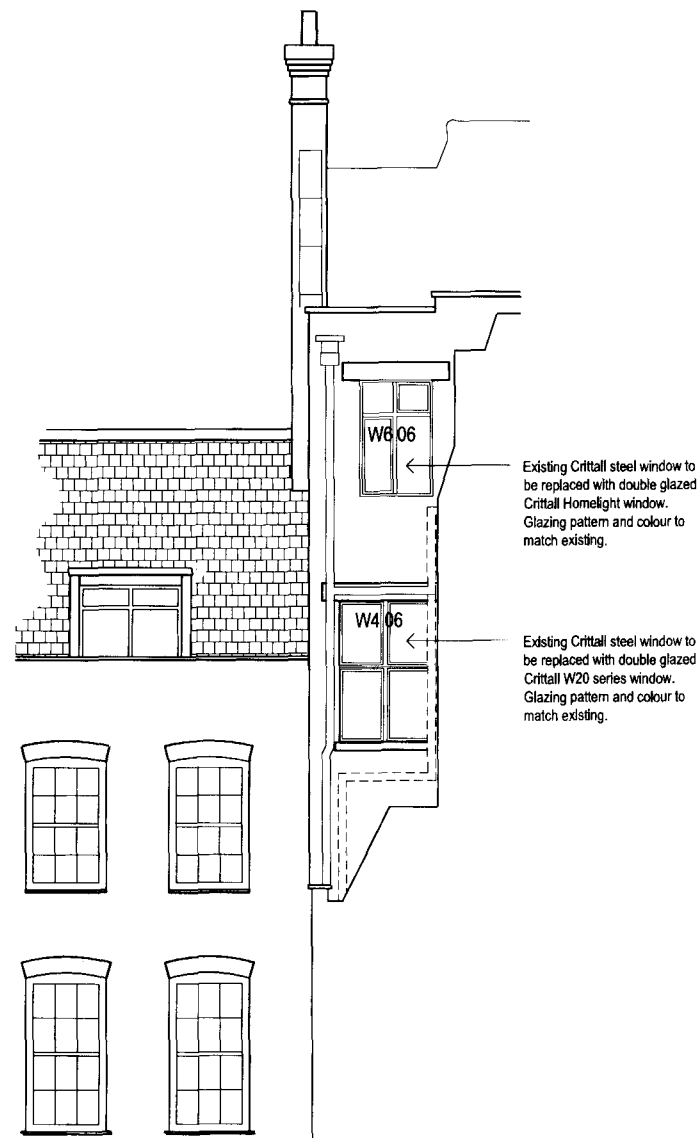 W6.06
Existing Crittall steel window to
be replaced with double glazed
Crittall Homelight window.
Glazing pattern and colour to
match existing.
W4.06
Existing Crittall steel window to
be replaced with double glazed
Crittall W20 series window.
Glazing pattern and colour to
match existing.